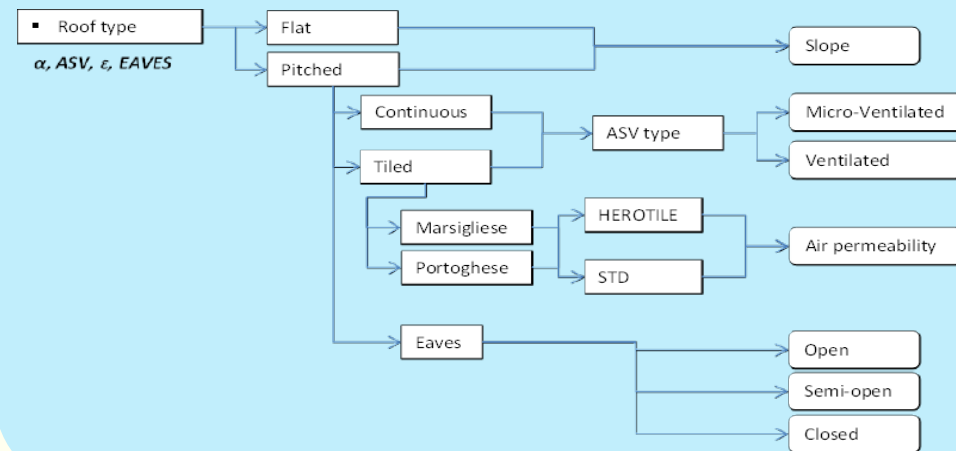 ▪ Roof type
α, ASV, ε, EAVES
Flat
Pitched
Slope
Continuous
Tiled
ASV type
Micro-Ventilated
Ventilated
Marsigliese
Portoghese
HEROTILE
STD
Air permeability
Eaves
Open
Semi-open
Closed